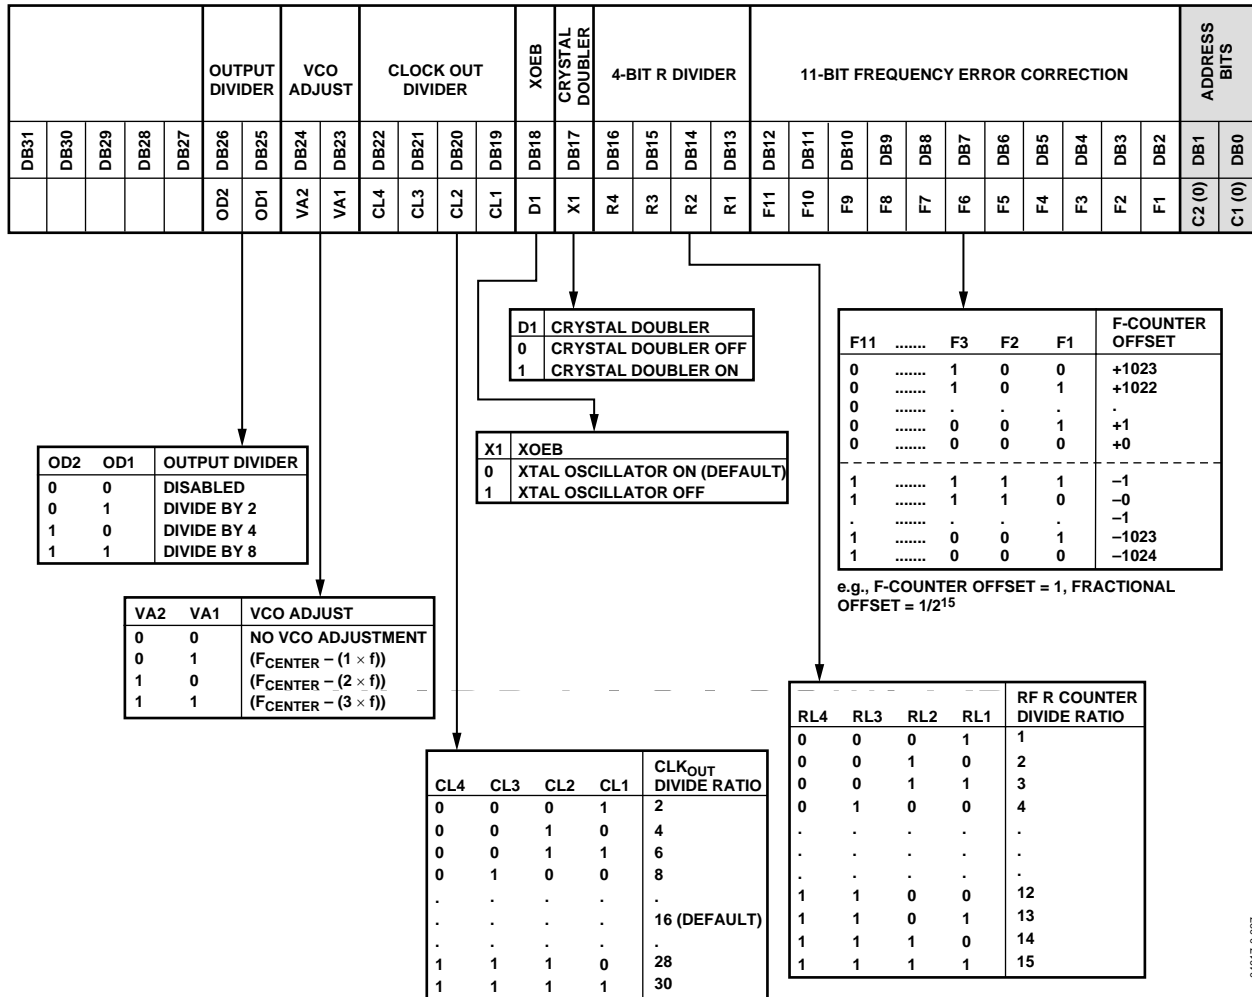 OUTPUT DIVIDER
VCO ADJUST
CLOCK OUT DIVIDER
XOEB
CRYSTAL DOUBLER
4-BIT R DIVIDER
11-BIT FREQUENCY ERROR CORRECTION
ADDRESS BITS
DB31 DB30 DB29 DB28 DB27 DB26 DB25 DB24 DB23 DB22 DB21 DB20 DB19 DB18 DB17 DB16 DB15 DB14 DB13 DB12 DB11 DB10 DB9 DB8 DB7 DB6 DB5 DB4 DB3 DB2 DB1 DB0
OD2 OD1 VA2 VA1 CL4 CL3 CL2 CL1 D1 X1 R4 R3 R2 R1 F11 F10 F9 F8 F7 F6 F5 F4 F3 F2 F1 C2 (0) C1 (0)
D1 CRYSTAL DOUBLER
0 CRYSTAL DOUBLER OFF
1 CRYSTAL DOUBLER ON
F11 ....... F3 F2 F1 F-COUNTER OFFSET
0 ....... 1 0 0 +1023
0 ....... 1 0 1 +1022
0 ....... . . . .
0 ....... 0 0 1 +1
0 ....... 0 0 0 +0
1 ....... 1 1 1 –1
1 ....... 1 1 0 –0
. ....... . . . –1
1 ....... 0 0 1 –1023
1 ....... 0 0 0 –1024
e.g., F-COUNTER OFFSET = 1, FRACTIONAL
OFFSET = 1/2¹⁵
X1 XOEB
0 XTAL OSCILLATOR ON (DEFAULT)
1 XTAL OSCILLATOR OFF
OD2 OD1 OUTPUT DIVIDER
0 0 DISABLED
0 1 DIVIDE BY 2
1 0 DIVIDE BY 4
1 1 DIVIDE BY 8
VA2 VA1 VCO ADJUST
0 0 NO VCO ADJUSTMENT
0 1 (FCENTER – (1 × f))
1 0 (FCENTER – (2 × f))
1 1 (FCENTER – (3 × f))
RL4 RL3 RL2 RL1 RF R COUNTER DIVIDE RATIO
0 0 0 1 1
0 0 1 0 2
0 0 1 1 3
0 1 0 0 4
. . . . .
. . . . .
. . . . .
1 1 0 0 12
1 1 0 1 13
1 1 1 0 14
1 1 1 1 15
CL4 CL3 CL2 CL1 CLKOUT DIVIDE RATIO
0 0 0 1 2
0 0 1 0 4
0 0 1 1 6
0 1 0 0 8
. . . . .
. . . . 16 (DEFAULT)
. . . . .
1 1 1 0 28
1 1 1 1 30